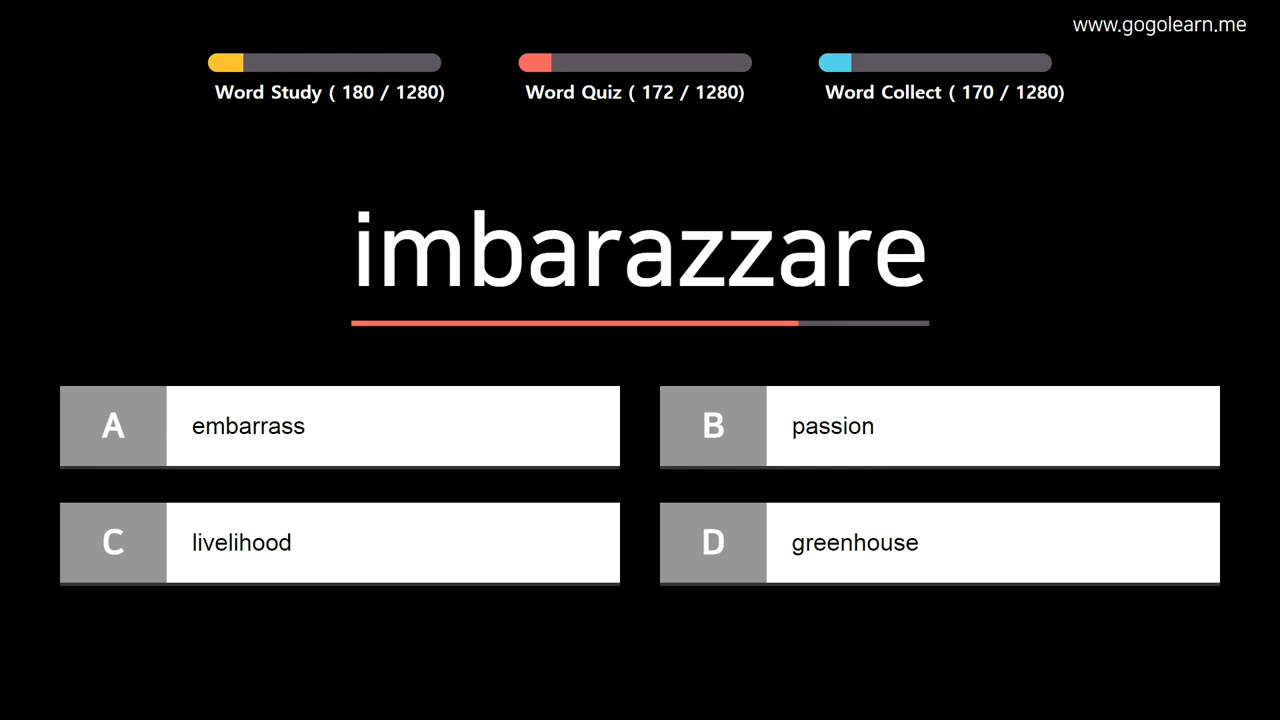 www.gogolearn.me
Word Study ( 180 / 1280)
Word Quiz ( 172 / 1280)
Word Collect ( 170 / 1280)
imbarazzare
A embarrass
B passion
C livelihood
D greenhouse